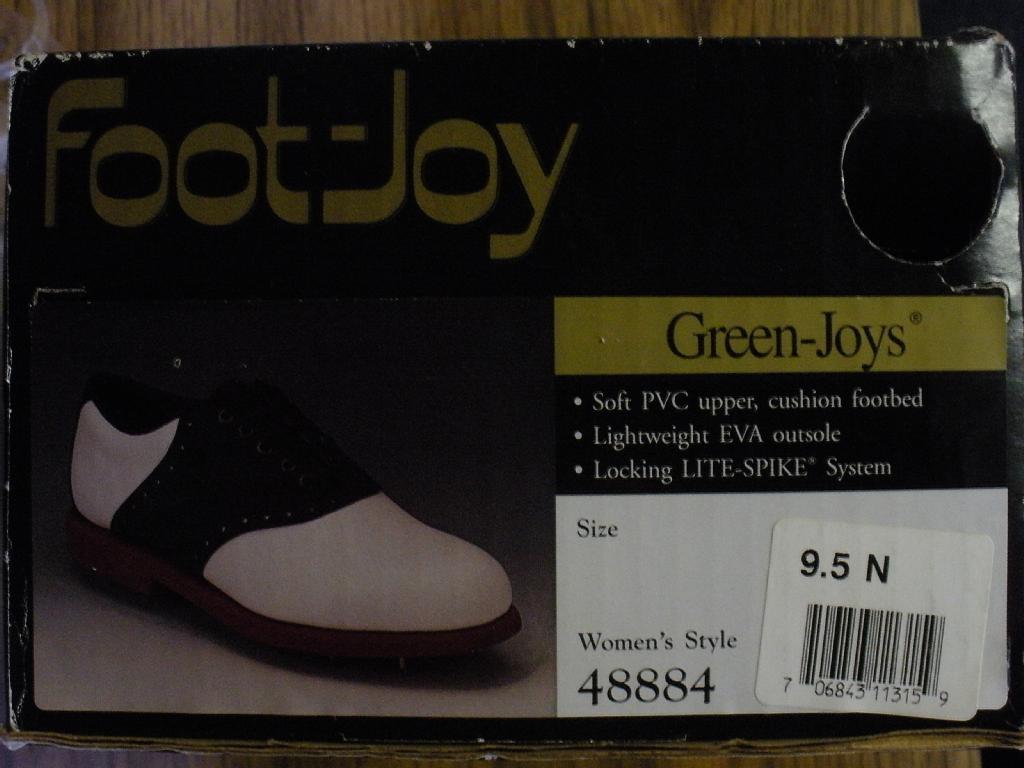 Foot-Joy
Green-Joys®
• Soft PVC upper, cushion footbed
• Lightweight EVA outsole
• Locking LITE-SPIKE® System
Size
9.5 N
Women's Style
48884
7 06843 11315 9